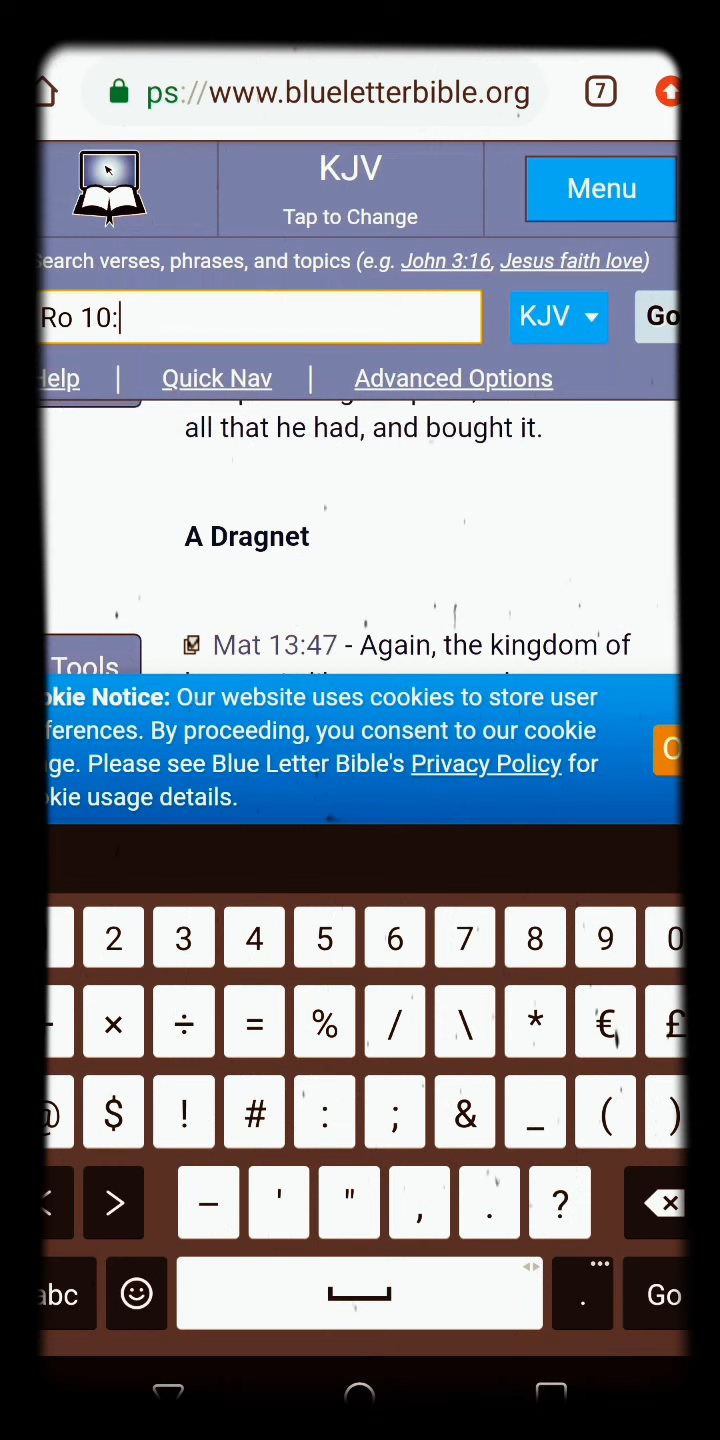 ps://www.blueletterbible.org
7
KJV
Tap to Change
Menu
Search verses, phrases, and topics (e.g. John 3:16, Jesus faith love)
Ro 10:
KJV
Go
Help | Quick Nav | Advanced Options
all that he had, and bought it.
A Dragnet
Mat 13:47 - Again, the kingdom of
Tools
okie Notice: Our website uses cookies to store user
ferences. By proceeding, you consent to our cookie
ge. Please see Blue Letter Bible's Privacy Policy for
okie usage details.
2 3 4 5 6 7 8 9 0
× ÷ = % / \ * € £
@ $ ! # : ; & _ ( )
< > – ' " , . ?
abc . Go